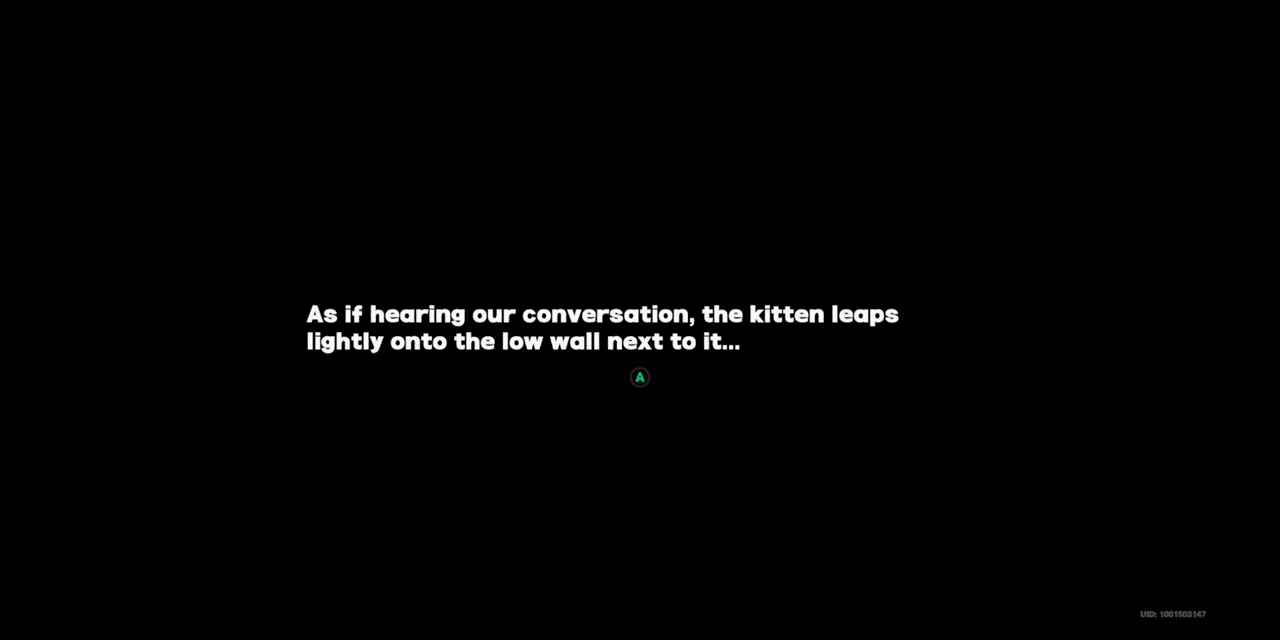 As if hearing our conversation, the kitten leaps
lightly onto the low wall next to it...
A
UID: 1001503147